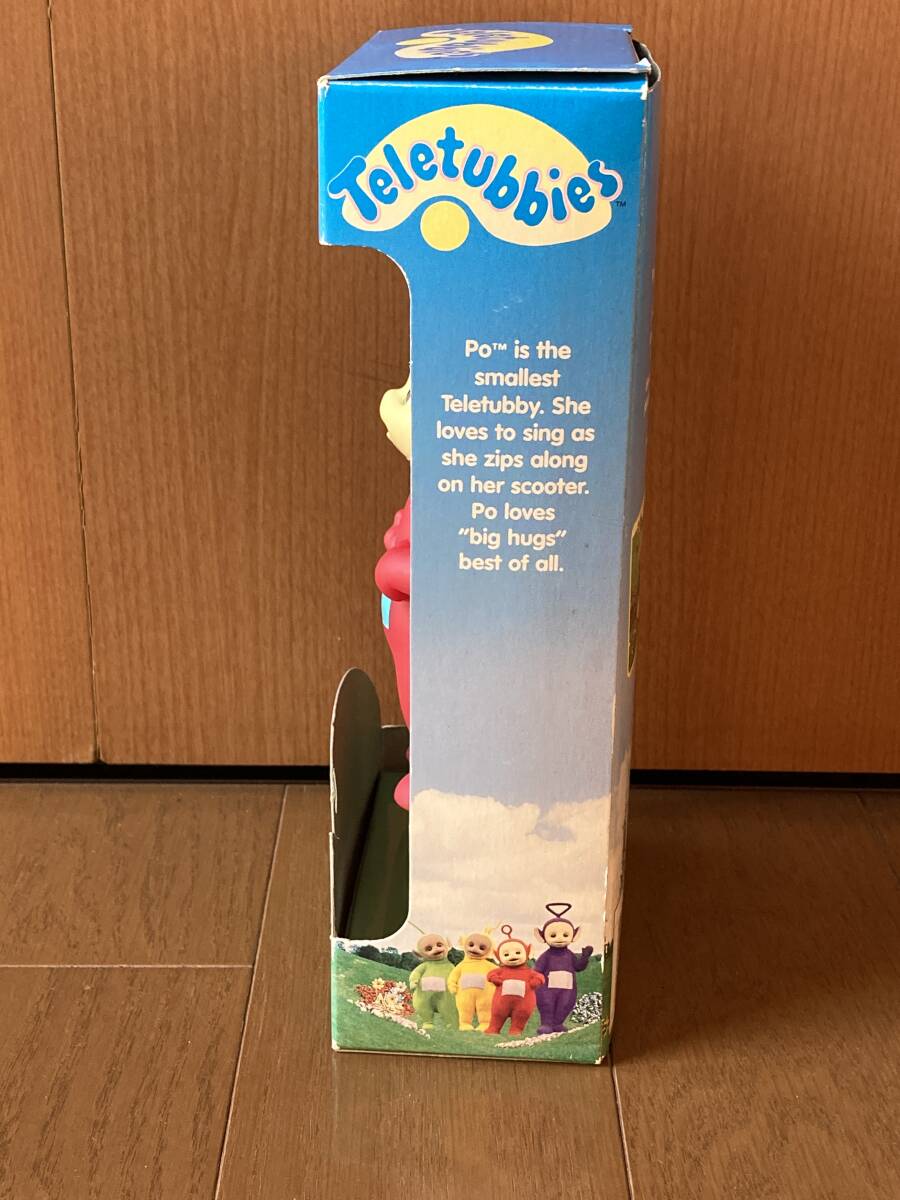 Teletubbies™
Po™ is the
smallest
Teletubby. She
loves to sing as
she zips along
on her scooter.
Po loves
"big hugs"
best of all.